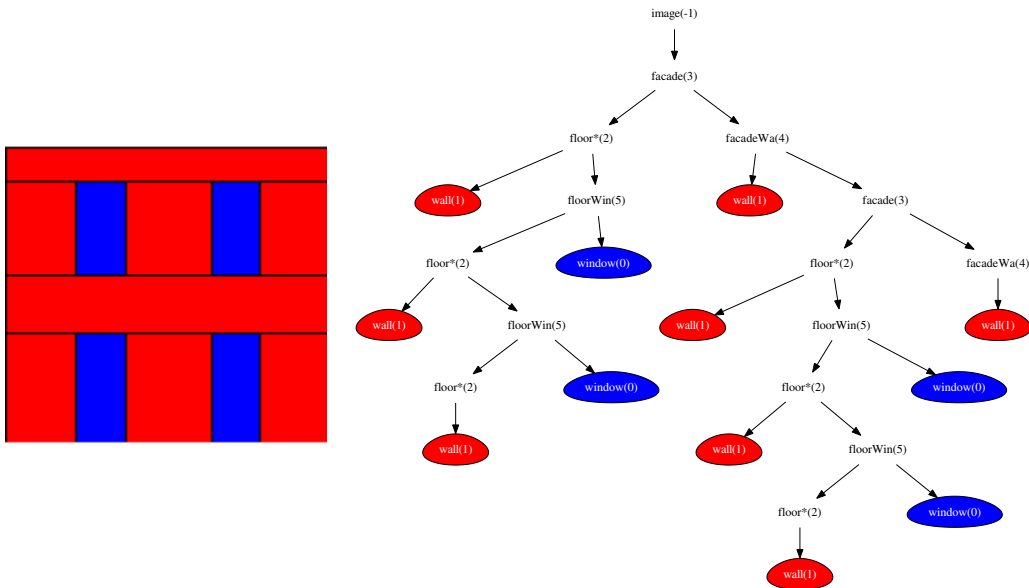 image(-1)
facade(3)
floor*(2) facadeWa(4)
wall(1) floorWin(5) wall(1) facade(3)
floor*(2) window(0) floor*(2) facadeWa(4)
wall(1) floorWin(5) wall(1) floorWin(5) wall(1)
floor*(2) window(0) floor*(2) window(0)
wall(1) wall(1) floorWin(5)
floor*(2) window(0)
wall(1)